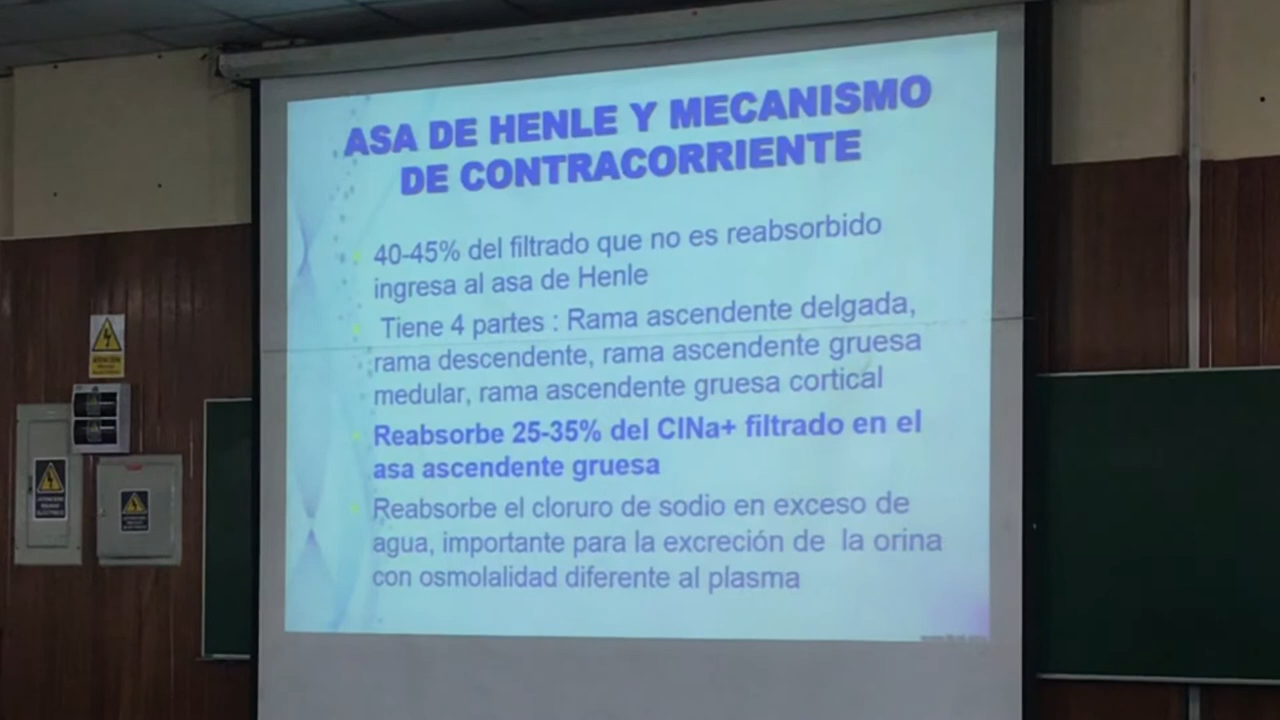 ASA DE HENLE Y MECANISMO
DE CONTRACORRIENTE
40-45% del filtrado que no es reabsorbido
ingresa al asa de Henle
Tiene 4 partes : Rama ascendente delgada,
rama descendente, rama ascendente gruesa
medular, rama ascendente gruesa cortical
Reabsorbe 25-35% del ClNa+ filtrado en el
asa ascendente gruesa
Reabsorbe el cloruro de sodio en exceso de
agua, importante para la excreción de la orina
con osmolalidad diferente al plasma
ATENCIÓN